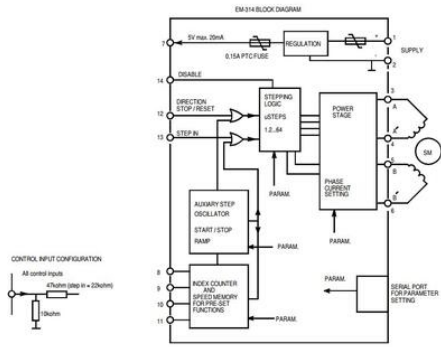 EM-314 BLOCK DIAGRAM
7
5V max. 20mA
0,15A PTC FUSE
REGULATION
+
1
-
2
SUPPLY
14
DISABLE
12
DIRECTION
STOP / RESET
13
STEP IN
STEPPING
LOGIC
uSTEPS
1,2...64
PARAM.
POWER
STAGE
PHASE
CURRENT
SETTING
PARAM.
3
A
A'
4
5
B
B'
6
SM
AUXIARY STEP
OSCILLATOR
START / STOP
RAMP
PARAM.
8
9
10
11
INDEX COUNTER
AND
SPEED MEMORY
FOR PRE-SET
FUNCTIONS
PARAM.
PARAM.
SERIAL PORT
FOR PARAMETER
SETTING
CONTROL INPUT CONFIGURATION
All control inputs
47kohm (step in = 22kohm)
10kohm